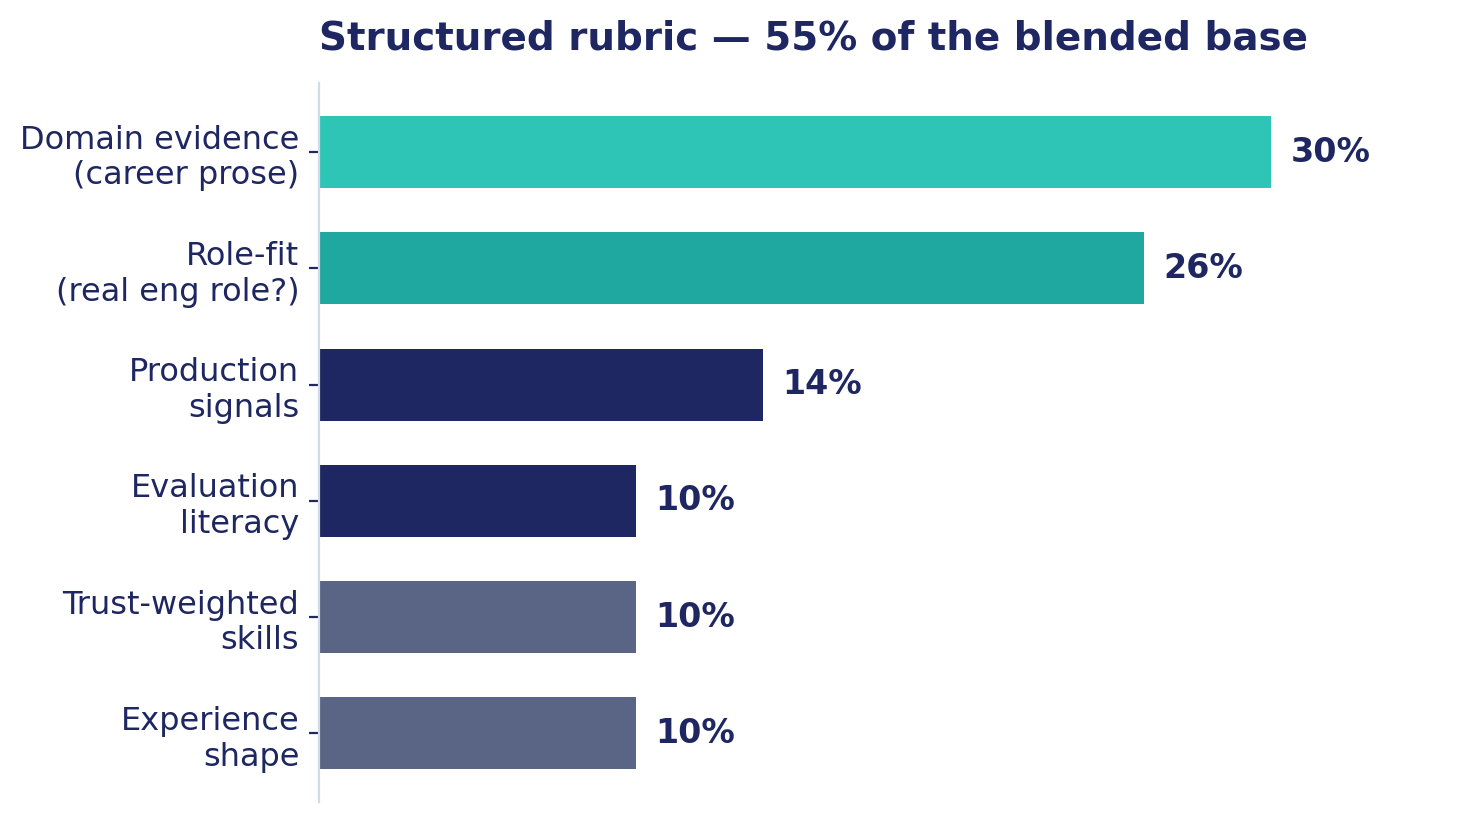 Structured rubric — 55% of the blended base
Domain evidence
(career prose)
30%
Role-fit
(real eng role?)
26%
Production
signals
14%
Evaluation
literacy
10%
Trust-weighted
skills
10%
Experience
shape
10%